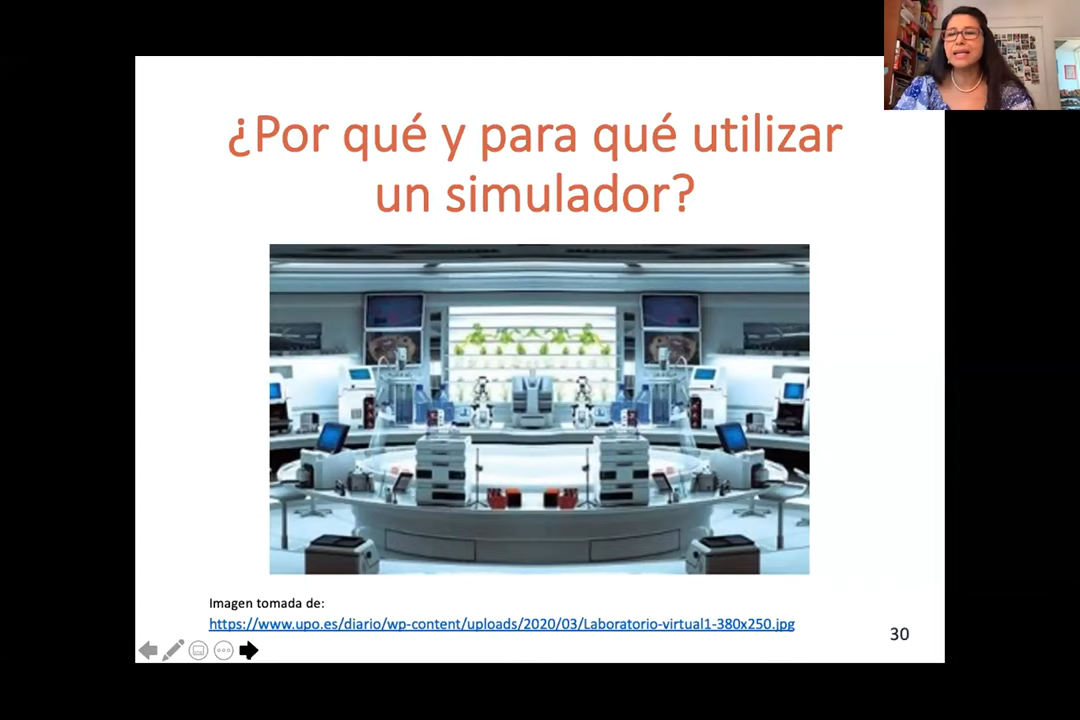 ¿Por qué y para qué utilizar
un simulador?
Imagen tomada de:
https://www.upo.es/diario/wp-content/uploads/2020/03/Laboratorio-virtual1-380x250.jpg
30